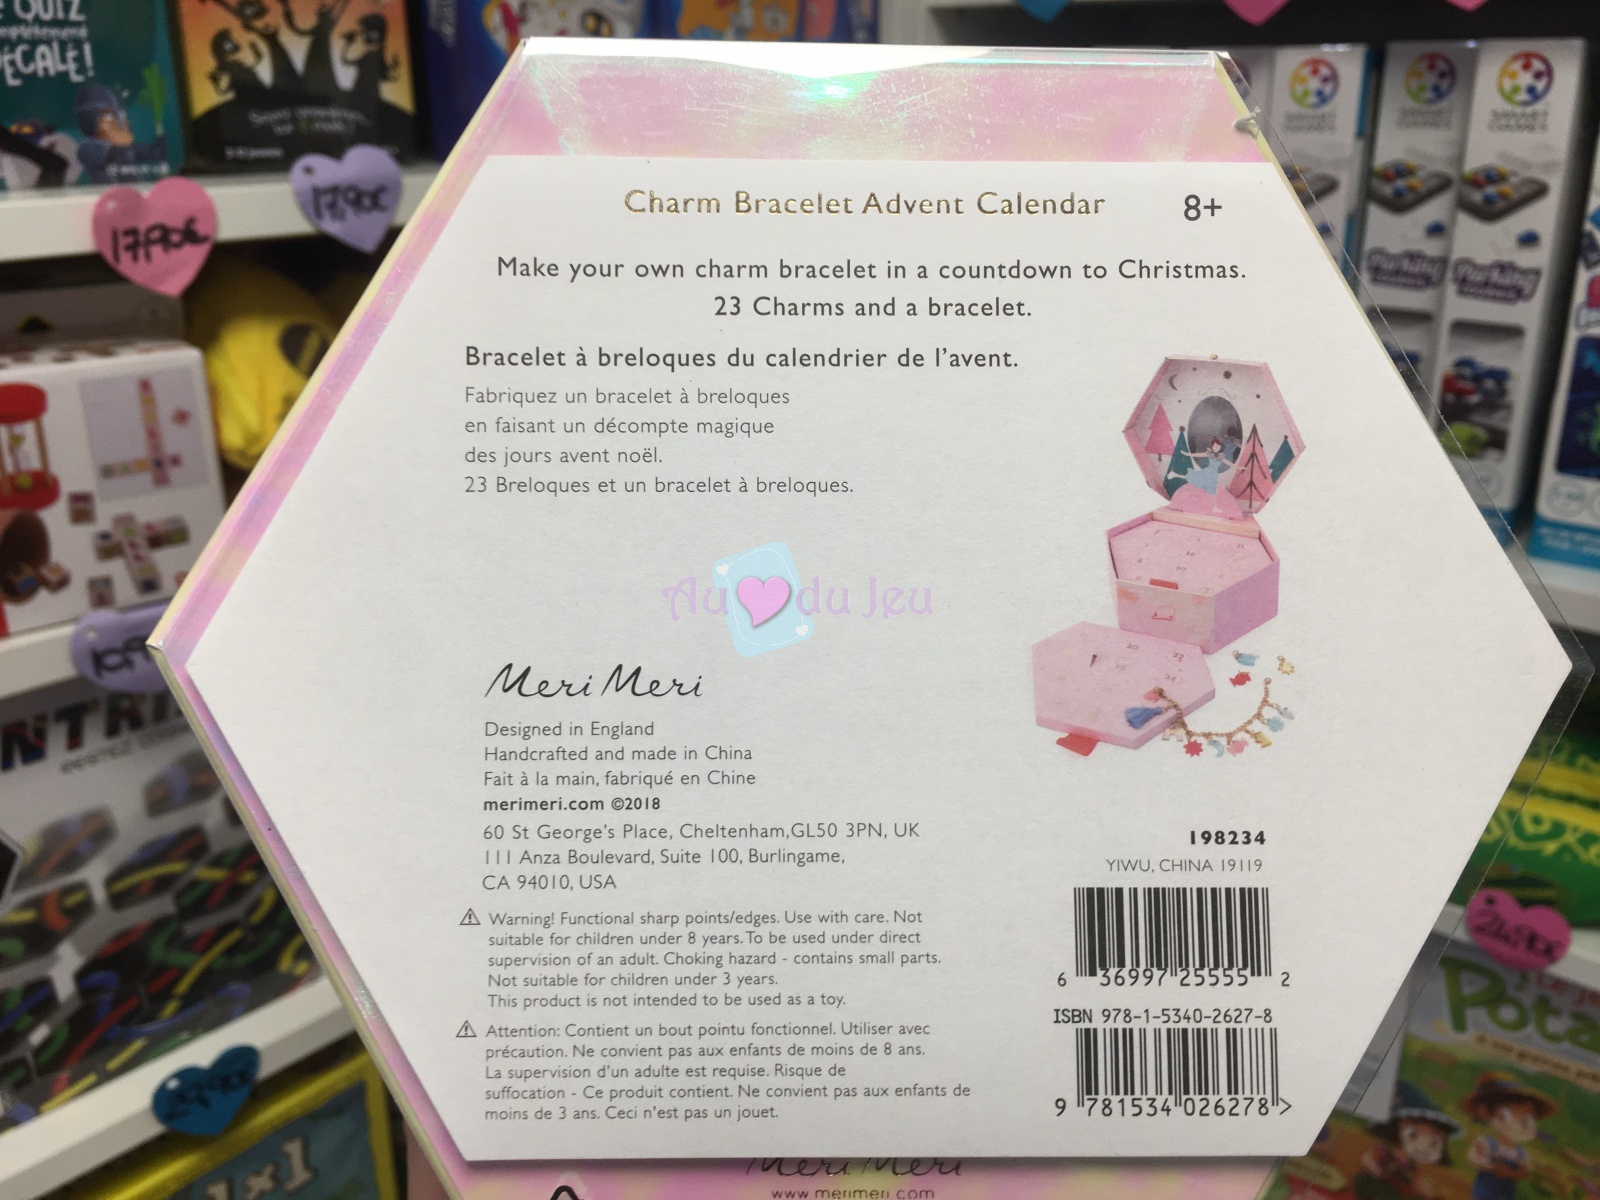 QUIZ
ÉCALÉ!
17,90€
17,90€
Charm Bracelet Advent Calendar
8+
Make your own charm bracelet in a countdown to Christmas.
23 Charms and a bracelet.
Bracelet à breloques du calendrier de l'avent.
Fabriquez un bracelet à breloques
en faisant un décompte magique
des jours avent noël.
23 Breloques et un bracelet à breloques.
Au du Jeu
Meri Meri
Designed in England
Handcrafted and made in China
Fait à la main, fabriqué en Chine
merimeri.com ©2018
60 St George's Place, Cheltenham,GL50 3PN, UK
111 Anza Boulevard, Suite 100, Burlingame,
CA 94010, USA
Warning! Functional sharp points/edges. Use with care. Not
suitable for children under 8 years. To be used under direct
supervision of an adult. Choking hazard - contains small parts.
Not suitable for children under 3 years.
This product is not intended to be used as a toy.
Attention: Contient un bout pointu fonctionnel. Utiliser avec
précaution. Ne convient pas aux enfants de moins de 8 ans.
La supervision d'un adulte est requise. Risque de
suffocation - Ce produit contient. Ne convient pas aux enfants de
moins de 3 ans. Ceci n'est pas un jouet.
198234
YIWU, CHINA 19119
6 36997 25555 2
ISBN 978-1-5340-2627-8
9 781534 026278 >
Meri Meri
www merimeri com
Parking
Parking
24,90€
Pota
1x1